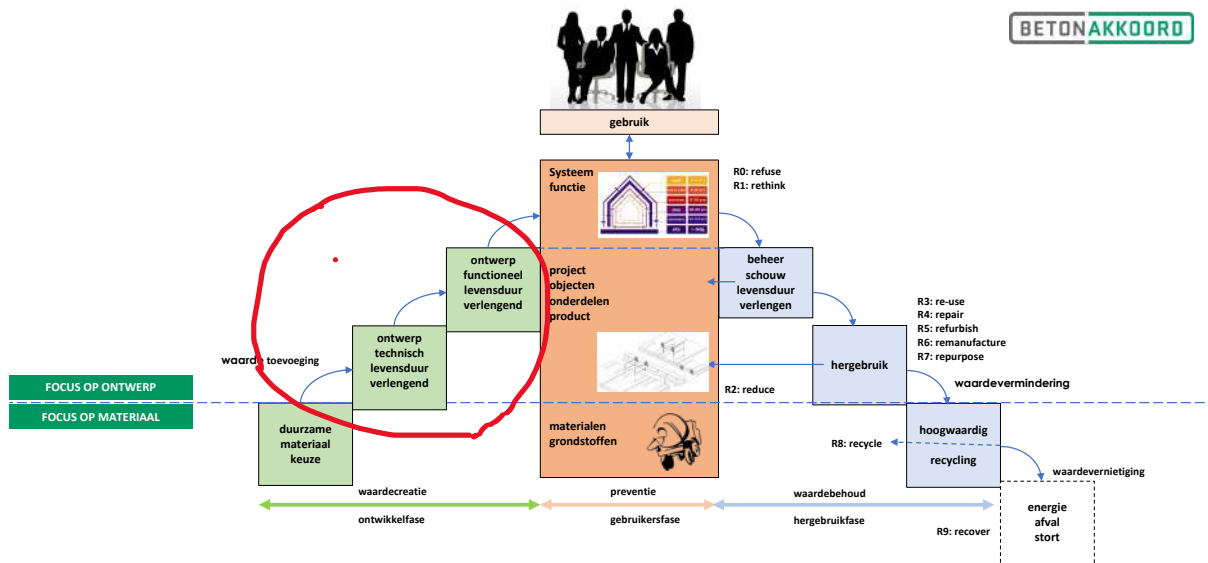 BETONAKKOORD
gebruik
Systeem
functie
R0: refuse
R1: rethink
ontwerp
functioneel
levensduur
verlengend
project
objecten
onderdelen
product
beheer
schouw
levensduur
verlengen
R3: re-use
R4: repair
R5: refurbish
R6: remanufacture
R7: repurpose
ontwerp
technisch
levensduur
verlengend
waarde toevoeging
hergebruik
R2: reduce
waardevermindering
FOCUS OP ONTWERP
FOCUS OP MATERIAAL
duurzame
materiaal
keuze
materialen
grondstoffen
hoogwaardig
recycling
R8: recycle
waardevernietiging
waardecreatie
preventie
waardebehoud
ontwikkelfase
gebruikersfase
hergebruikfase
R9: recover
energie
afval
stort